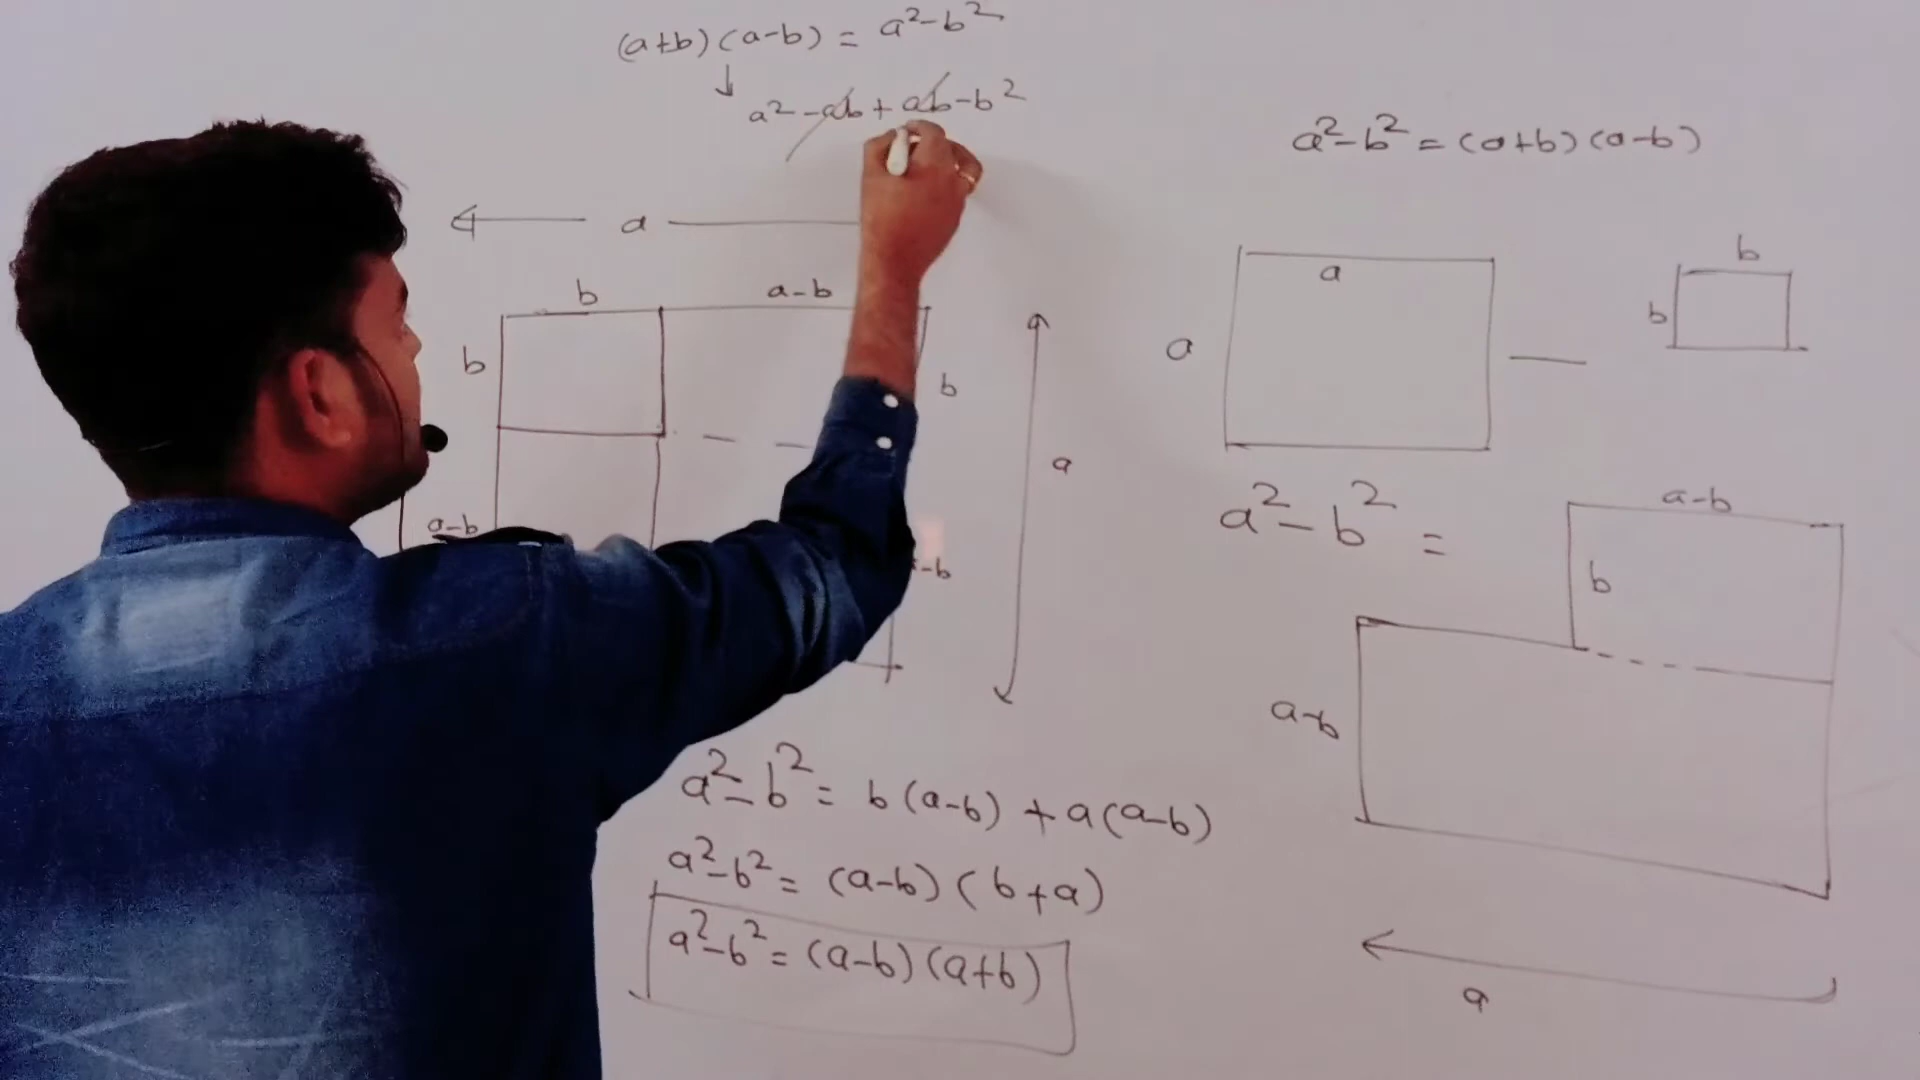 (a+b)(a-b) = a²-b²
a²-ab+ab-b²
a
b
a-b
b
b
a
a-b
-b
a²-b² = b(a-b) + a(a-b)
a²-b² = (a-b)(b+a)
a²-b² = (a-b)(a+b)
a²-b² = (a+b)(a-b)
a
a
b
b
—
a²-b² =
a-b
b
a-b
a